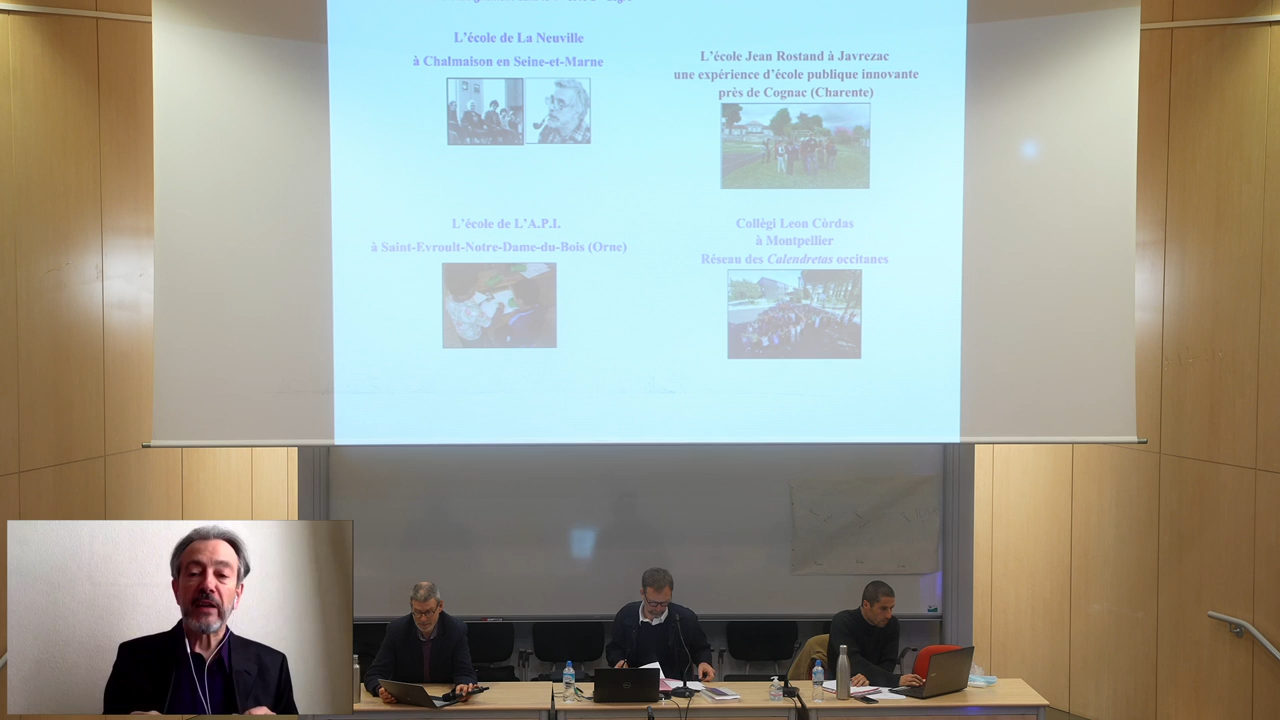 L'école de La Neuville
à Chalmaison en Seine-et-Marne
L'école Jean Rostand à Javrezac
une expérience d'école publique innovante
près de Cognac (Charente)
L'école de L'A.P.I.
à Saint-Evroult-Notre-Dame-du-Bois (Orne)
Collègi Leon Còrdas
à Montpellier
Réseau des Calendretas occitanes